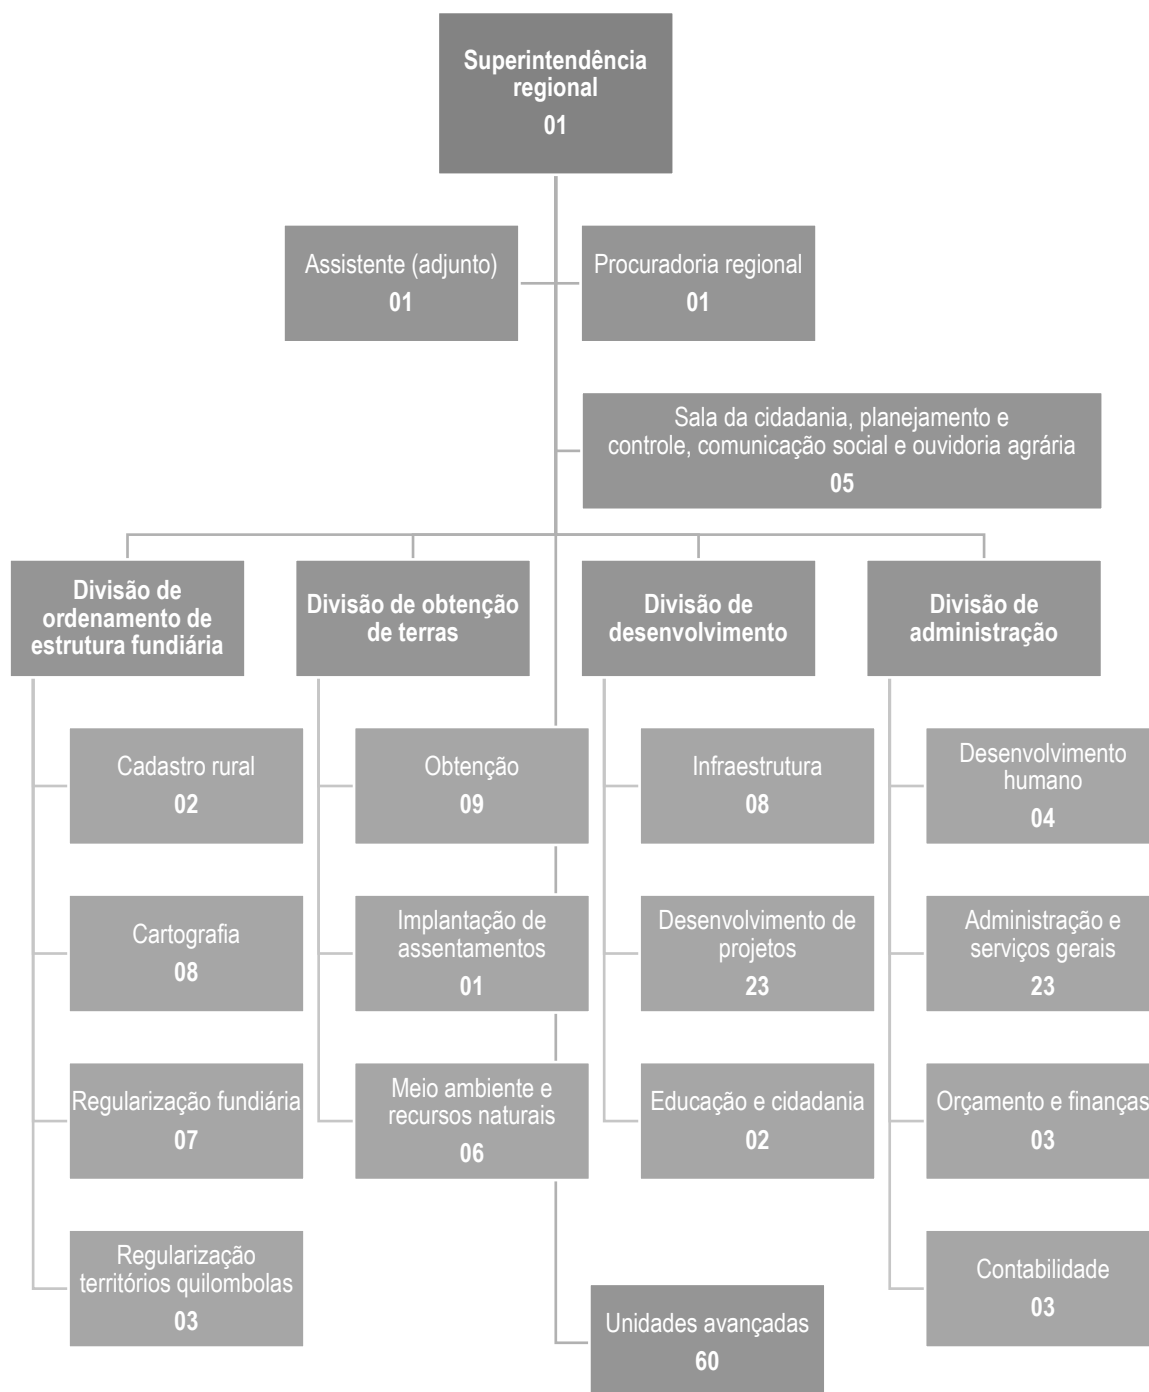 Superintendência
regional
01
Assistente (adjunto)
01
Procuradoria regional
01
Sala da cidadania, planejamento e
controle, comunicação social e ouvidoria agrária
05
Divisão de
ordenamento de
estrutura fundiária
Cadastro rural
02
Cartografia
08
Regularização fundiária
07
Regularização
territórios quilombolas
03
Divisão de obtenção
de terras
Obtenção
09
Implantação de
assentamentos
01
Meio ambiente e
recursos naturais
06
Divisão de
desenvolvimento
Infraestrutura
08
Desenvolvimento de
projetos
23
Educação e cidadania
02
Divisão de
administração
Desenvolvimento
humano
04
Administração e
serviços gerais
23
Orçamento e finanças
03
Contabilidade
03
Unidades avançadas
60